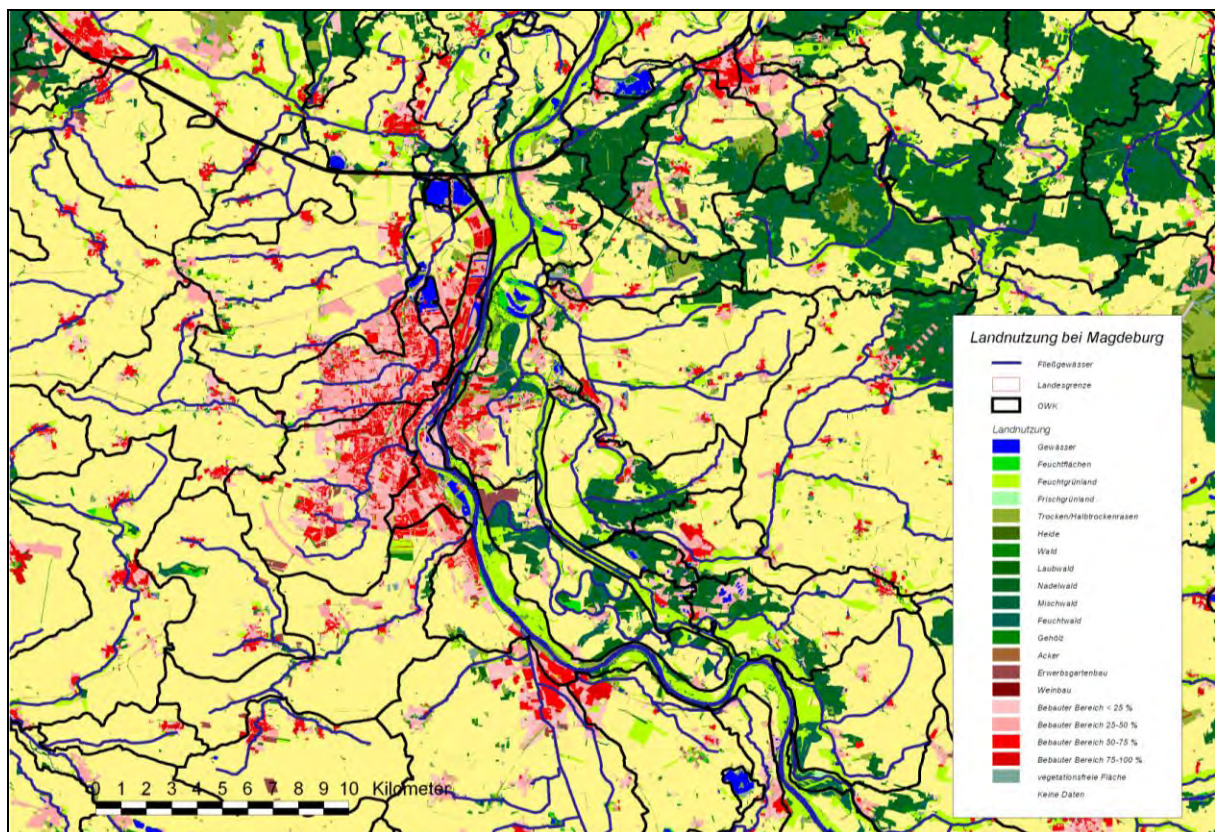 Landnutzung bei Magdeburg
Fließgewässer
Landesgrenze
OWK
Landnutzung
Gewässer
Feuchtflächen
Feuchtgrünland
Frischgrünland
Trocken/Halbtrockenrasen
Heide
Wald
Laubwald
Nadelwald
Mischwald
Feuchtwald
Gehölz
Acker
Erwerbsgartenbau
Weinbau
Bebauter Bereich < 25 %
Bebauter Bereich 25-50 %
Bebauter Bereich 50-75 %
Bebauter Bereich 75-100 %
vegetationsfreie Fläche
Keine Daten
0 1 2 3 4 5 6 7 8 9 10 Kilometer